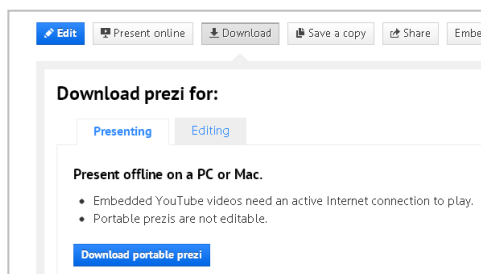 Edit Present online Download Save a copy Share Embe
Download prezi for:
Presenting Editing
Present offline on a PC or Mac.
Embedded YouTube videos need an active Internet connection to play.
Portable prezis are not editable.
Download portable prezi